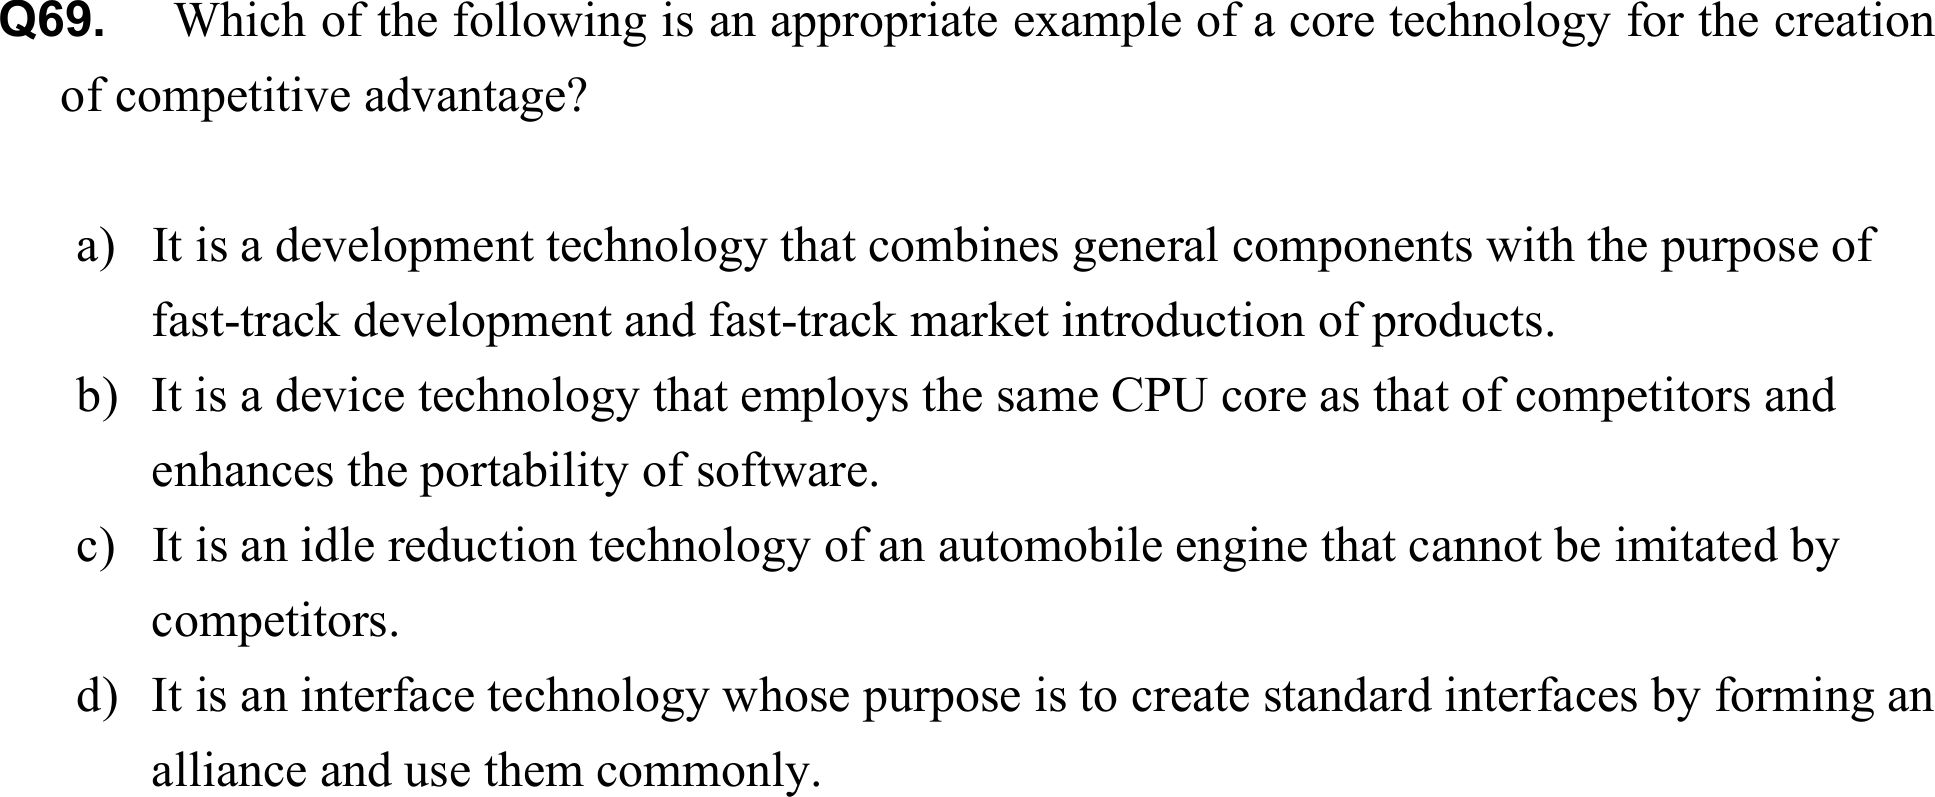 Q69. Which of the following is an appropriate example of a core technology for the creation
of competitive advantage?
a) It is a development technology that combines general components with the purpose of
fast-track development and fast-track market introduction of products.
b) It is a device technology that employs the same CPU core as that of competitors and
enhances the portability of software.
c) It is an idle reduction technology of an automobile engine that cannot be imitated by
competitors.
d) It is an interface technology whose purpose is to create standard interfaces by forming an
alliance and use them commonly.